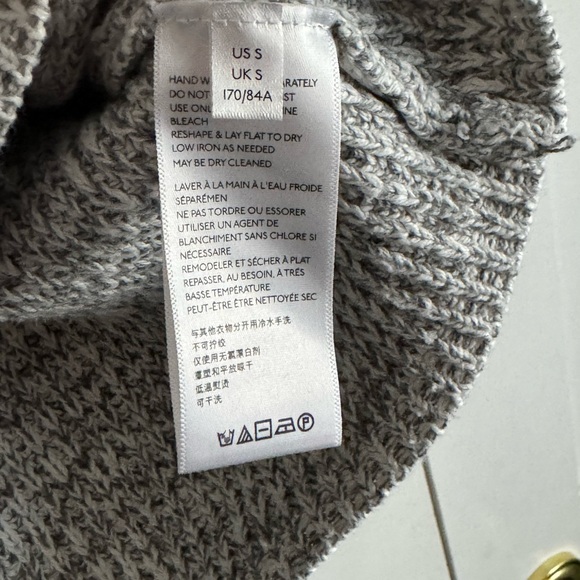 US S
UK S
170/84A
HAND W ARATELY
DO NOT
USE ONL INE
BLEACH
RESHAPE & LAY FLAT TO DRY
LOW IRON AS NEEDED
MAY BE DRY CLEANED
LAVER À LA MAIN À L'EAU FROIDE
SÉPARÉMEN
NE PAS TORDRE OU ESSORER
UTILISER UN AGENT DE
BLANCHIMENT SANS CHLORE SI
NÉCESSAIRE
REMODELER ET SÉCHER À PLAT
REPASSER, AU BESOIN, À TRÉS
BASSE TEMPÉRATURE
PEUT-ÊTRE ÊTRE NETTOYÉE SEC
与其他衣物分开用冷水手洗
不可拧绞
仅使用无氯漂白剂
重塑和平放晾干
低温熨烫
可干洗
P